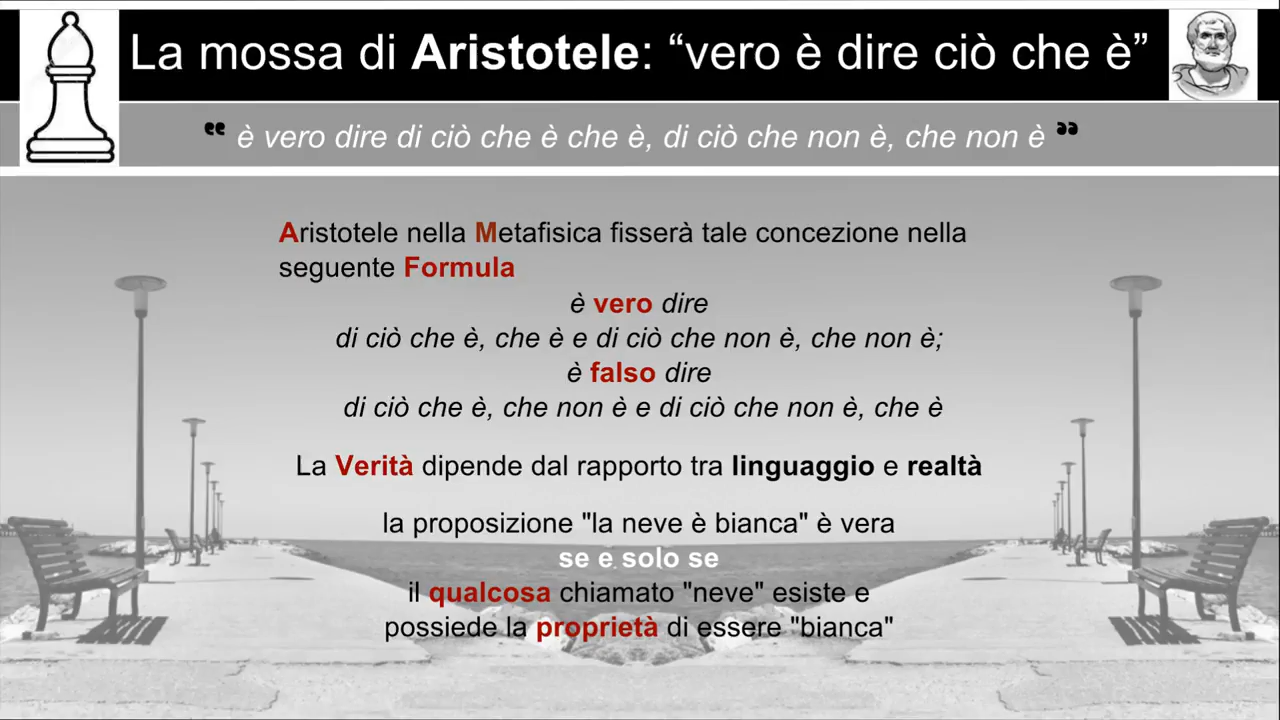 La mossa di Aristotele: “vero è dire ciò che è”
❝ è vero dire di ciò che è che è, di ciò che non è, che non è ❞
Aristotele nella Metafisica fisserà tale concezione nella
seguente Formula
è vero dire
di ciò che è, che è e di ciò che non è, che non è;
è falso dire
di ciò che è, che non è e di ciò che non è, che è
La Verità dipende dal rapporto tra linguaggio e realtà
la proposizione "la neve è bianca" è vera
se e solo se
il qualcosa chiamato "neve" esiste e
possiede la proprietà di essere "bianca"